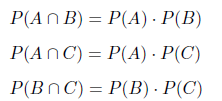 P(A ∩ B) = P(A) · P(B)
P(A ∩ C) = P(A) · P(C)
P(B ∩ C) = P(B) · P(C)